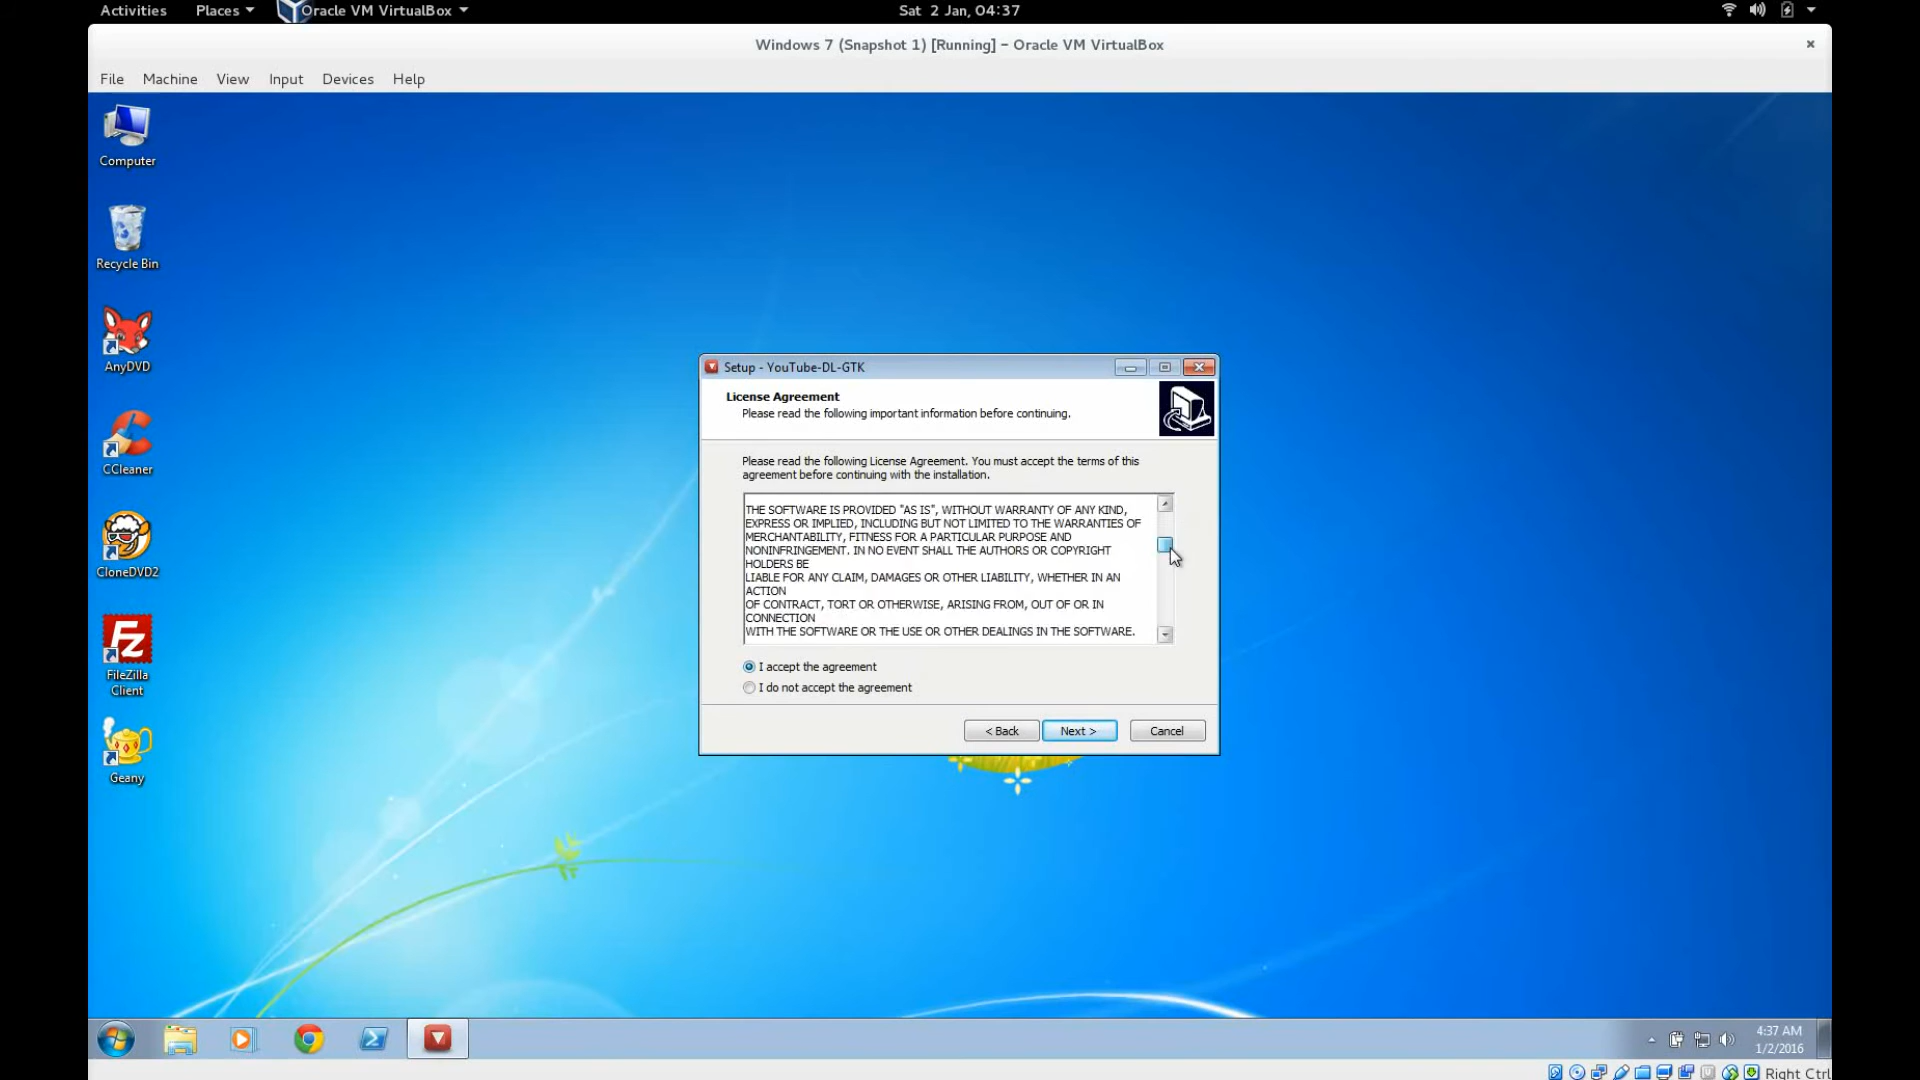 Activities Places Oracle VM VirtualBox Sat 2 Jan, 04:37
Windows 7 (Snapshot 1) [Running] – Oracle VM VirtualBox
File Machine View Input Devices Help
Computer
Recycle Bin
AnyDVD
CCleaner
CloneDVD2
FileZilla
Client
Geany
Setup - YouTube-DL-GTK
License Agreement
Please read the following important information before continuing.
Please read the following License Agreement. You must accept the terms of this
agreement before continuing with the installation.
THE SOFTWARE IS PROVIDED "AS IS", WITHOUT WARRANTY OF ANY KIND,
EXPRESS OR IMPLIED, INCLUDING BUT NOT LIMITED TO THE WARRANTIES OF
MERCHANTABILITY, FITNESS FOR A PARTICULAR PURPOSE AND
NONINFRINGEMENT. IN NO EVENT SHALL THE AUTHORS OR COPYRIGHT
HOLDERS BE
LIABLE FOR ANY CLAIM, DAMAGES OR OTHER LIABILITY, WHETHER IN AN
ACTION
OF CONTRACT, TORT OR OTHERWISE, ARISING FROM, OUT OF OR IN
CONNECTION
WITH THE SOFTWARE OR THE USE OR OTHER DEALINGS IN THE SOFTWARE.
I accept the agreement
I do not accept the agreement
< Back Next > Cancel
4:37 AM
1/2/2016
Right Ctrl